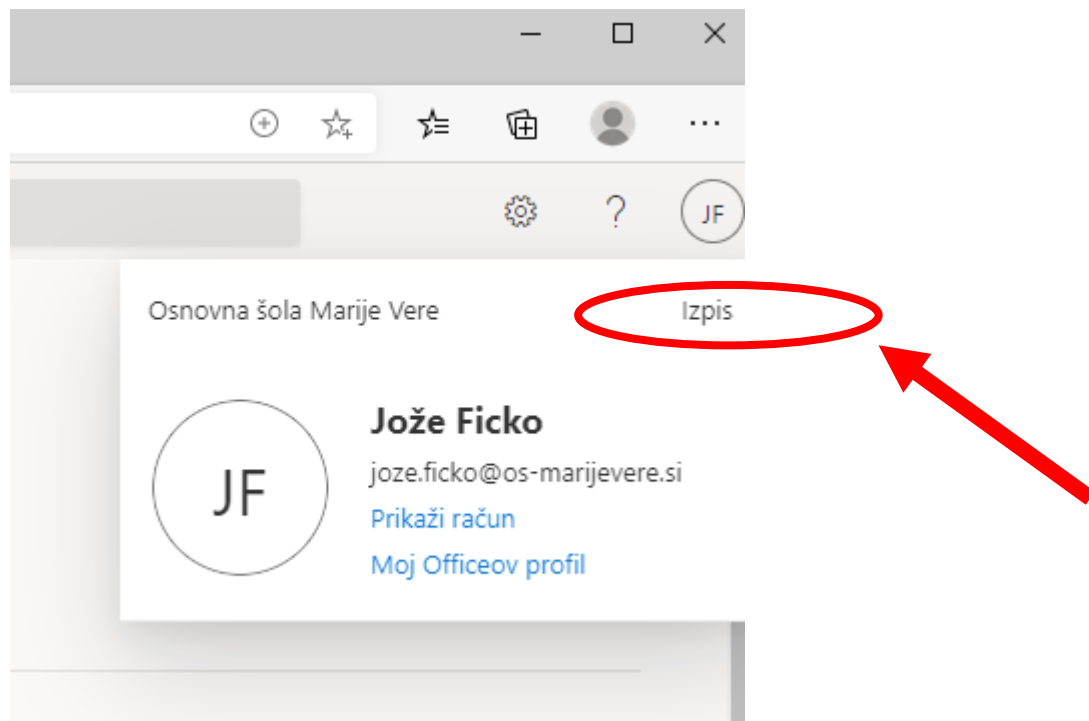 JF
Osnovna šola Marije Vere
Izpis
JF
Jože Ficko
joze.ficko@os-marijevere.si
Prikaži račun
Moj Officeov profil